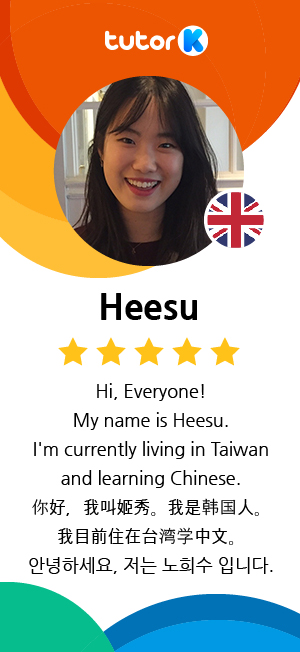 tutorK
Heesu
Hi, Everyone!
My name is Heesu.
I'm currently living in Taiwan
and learning Chinese.
你好，我叫姬秀。我是韩国人。
我目前住在台湾学中文。
안녕하세요, 저는 노희수 입니다.